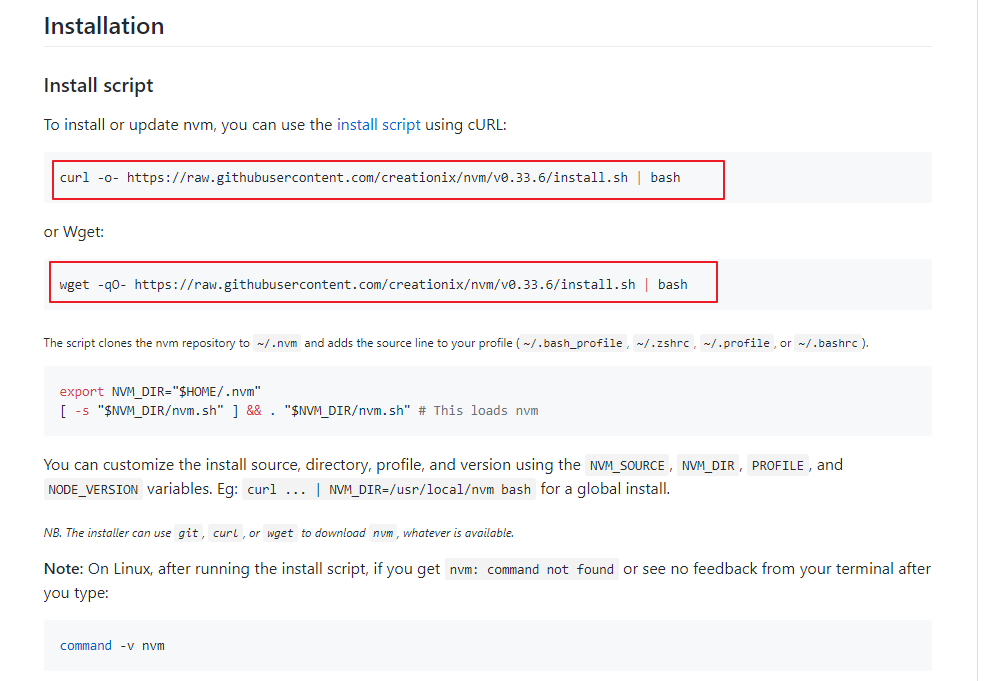 Installation
Install script
To install or update nvm, you can use the install script using cURL:
curl -o- https://raw.githubusercontent.com/creationix/nvm/v0.33.6/install.sh | bash
or Wget:
wget -qO- https://raw.githubusercontent.com/creationix/nvm/v0.33.6/install.sh | bash
The script clones the nvm repository to ~/.nvm and adds the source line to your profile ( ~/.bash_profile , ~/.zshrc , ~/.profile , or ~/.bashrc ).
export NVM_DIR="$HOME/.nvm"
[ -s "$NVM_DIR/nvm.sh" ] && . "$NVM_DIR/nvm.sh" # This loads nvm
You can customize the install source, directory, profile, and version using the NVM_SOURCE , NVM_DIR , PROFILE , and
NODE_VERSION variables. Eg: curl ... | NVM_DIR=/usr/local/nvm bash for a global install.
NB. The installer can use git , curl , or wget to download nvm , whatever is available.
Note: On Linux, after running the install script, if you get nvm: command not found or see no feedback from your terminal after
you type:
command -v nvm